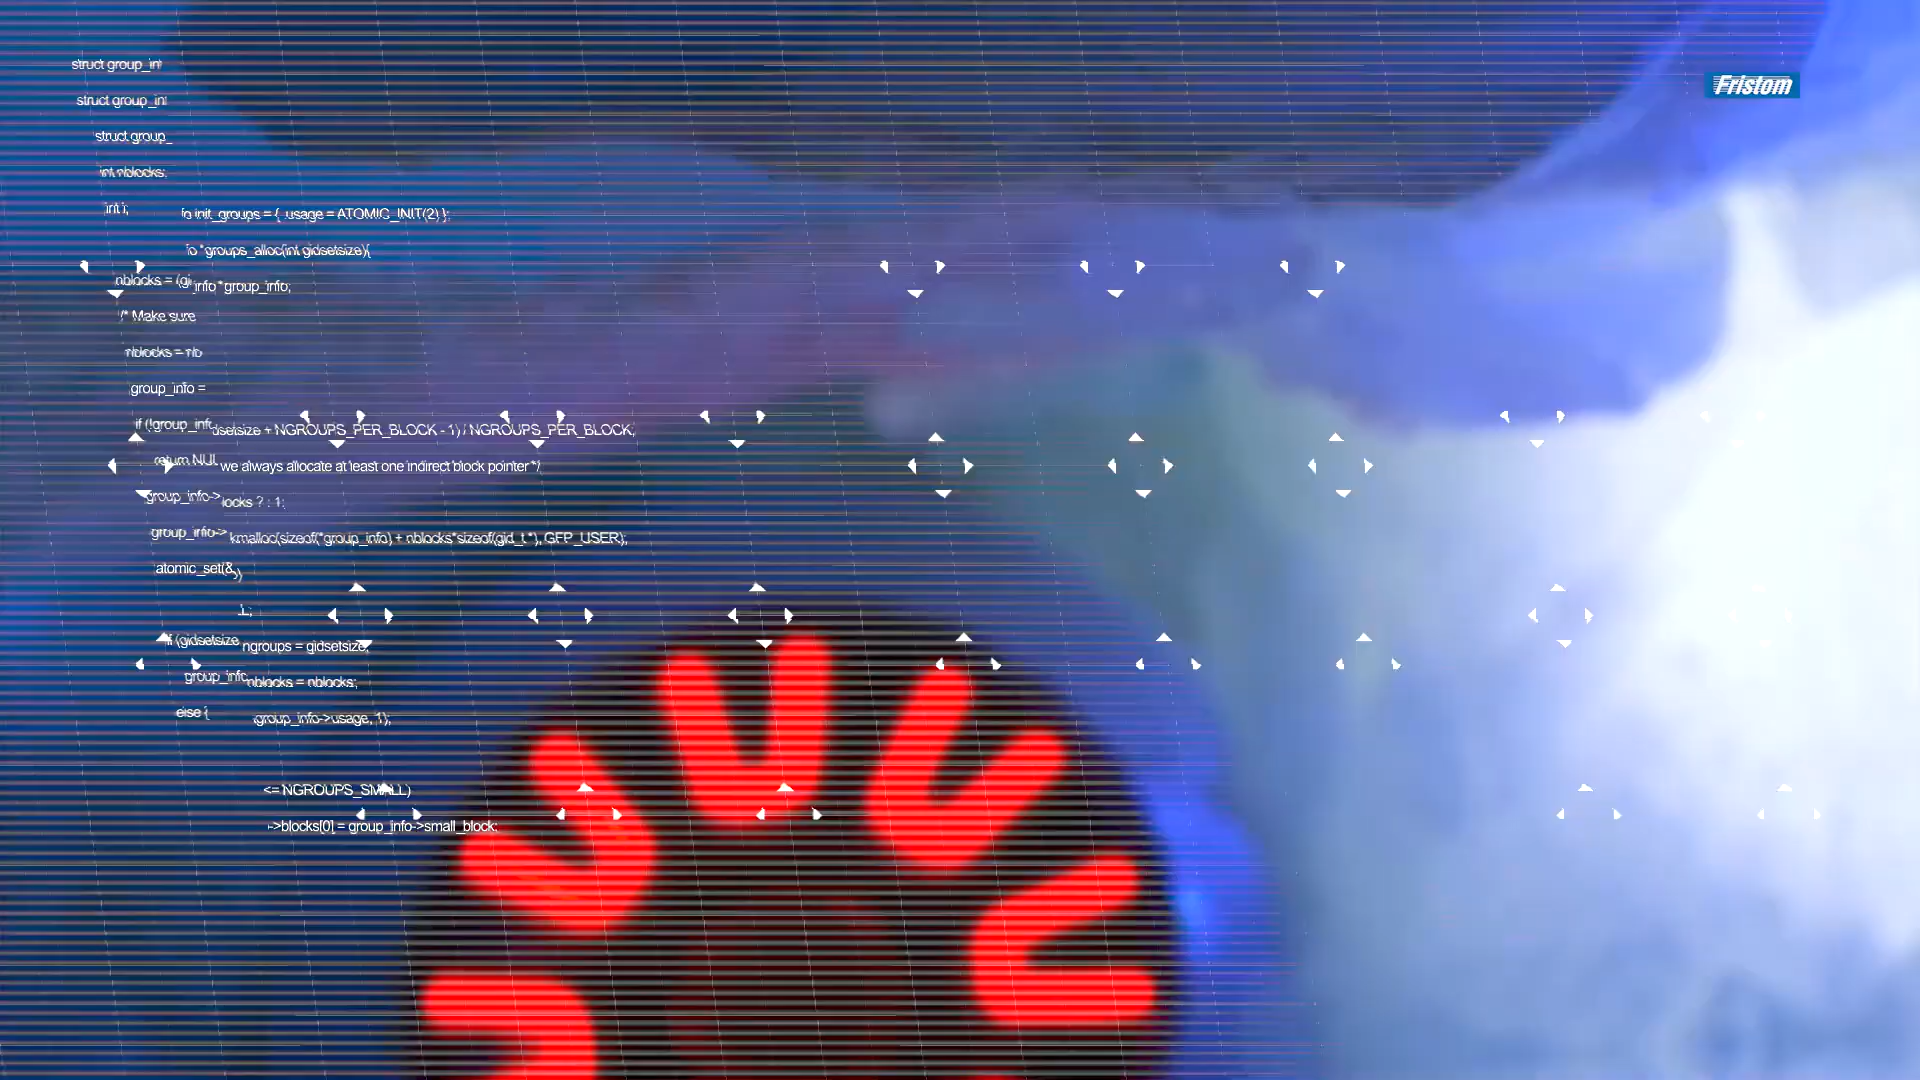 Fristom
struct group_in
struct group_in
struct group_
int nblocks;
int i;
fo init_groups = { .usage = ATOMIC_INIT(2) };
fo *groups_alloc(int gidsetsize){
nblocks = (gi
info *group_info;
/* Make sure
nblocks = nb
group_info =
if (!group_info
dsetsize + NGROUPS_PER_BLOCK - 1) / NGROUPS_PER_BLOCK;
return NUL
we always allocate at least one indirect block pointer */
group_info->
locks ? : 1;
group_info->
kmalloc(sizeof(*group_info) + nblocks*sizeof(gid_t *), GFP_USER);
atomic_set(&
))
L;
if (gidsetsize
ngroups = gidsetsize;
group_info
nblocks = nblocks;
else {
(group_info->usage, 1);
<= NGROUPS_SMALL)
->blocks[0] = group_info->small_block;